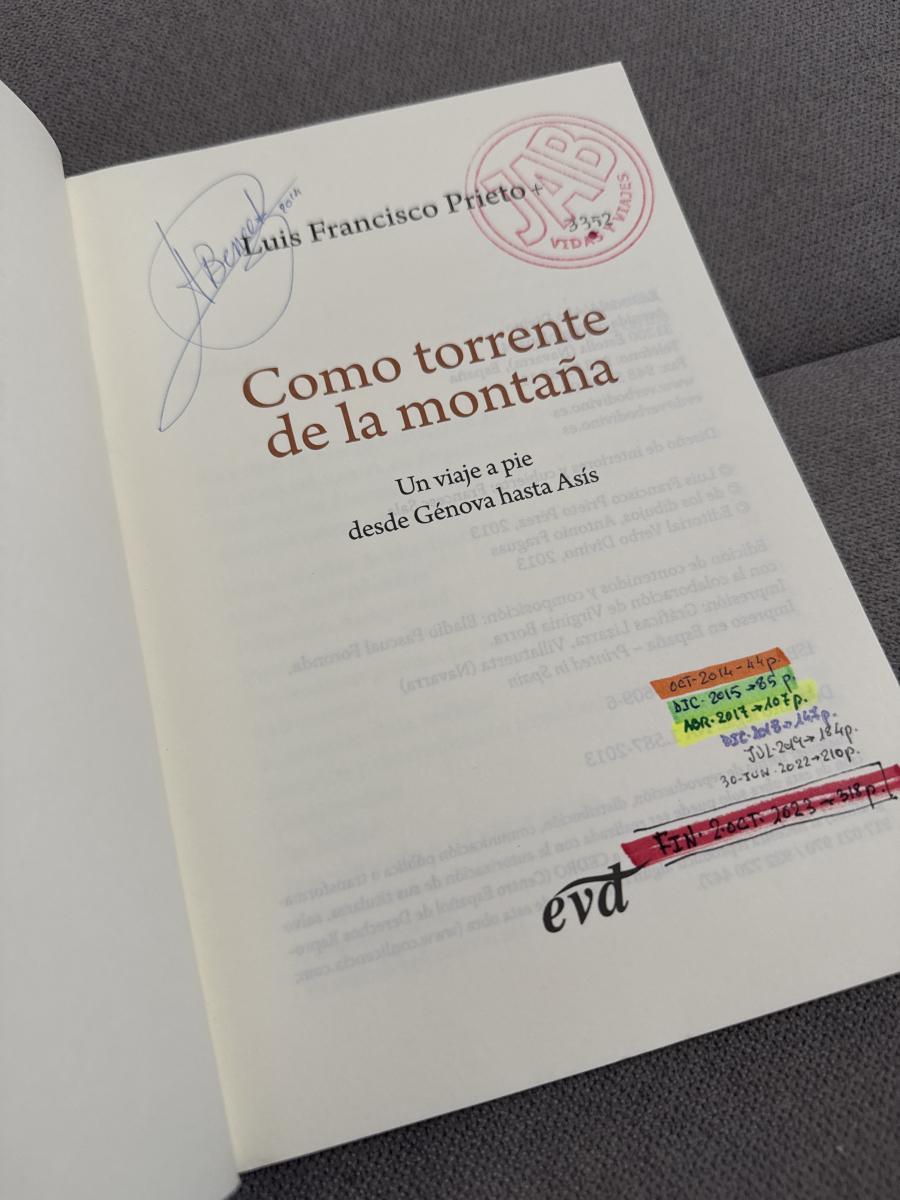 JAB
VIDAS Y VIAJES
3352
ABenet 2014
Luis Francisco Prieto +
Como torrente
de la montaña
Un viaje a pie
desde Génova hasta Asís
OCT-2014-44p.
DIC-2015→85 p.
ABR-2017→107p.
DIC-2018→147p.
JUL-2019→184p.
30-JUN-2022→210p.
FIN-2-OCT-2023→318p.
evd